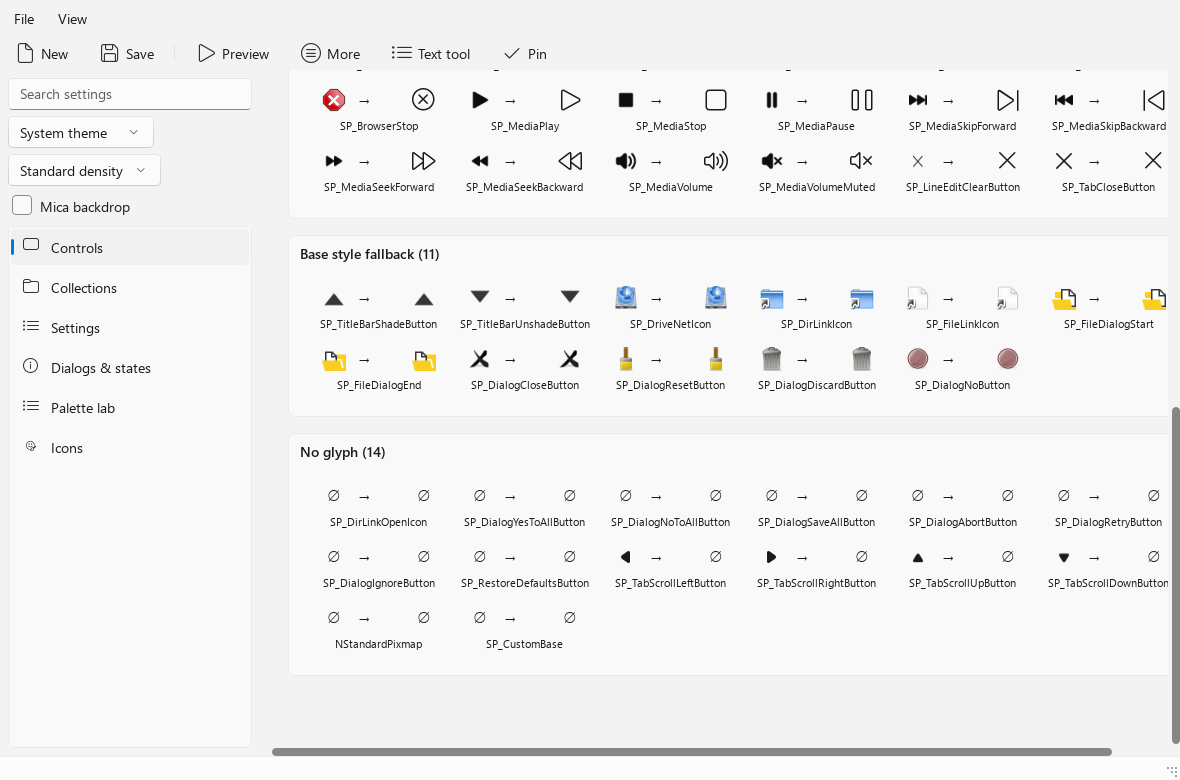 File View
New Save Preview More Text tool Pin
Search settings
System theme
Standard density
Mica backdrop
Controls
Collections
Settings
Dialogs & states
Palette lab
Icons
SP_BrowserStop SP_MediaPlay SP_MediaStop SP_MediaPause SP_MediaSkipForward SP_MediaSkipBackward
SP_MediaSeekForward SP_MediaSeekBackward SP_MediaVolume SP_MediaVolumeMuted SP_LineEditClearButton SP_TabCloseButton
Base style fallback (11)
SP_TitleBarShadeButton SP_TitleBarUnshadeButton SP_DriveNetIcon SP_DirLinkIcon SP_FileLinkIcon SP_FileDialogStart
SP_FileDialogEnd SP_DialogCloseButton SP_DialogResetButton SP_DialogDiscardButton SP_DialogNoButton
No glyph (14)
SP_DirLinkOpenIcon SP_DialogYesToAllButton SP_DialogNoToAllButton SP_DialogSaveAllButton SP_DialogAbortButton SP_DialogRetryButton
SP_DialogIgnoreButton SP_RestoreDefaultsButton SP_TabScrollLeftButton SP_TabScrollRightButton SP_TabScrollUpButton SP_TabScrollDownButton
NStandardPixmap SP_CustomBase